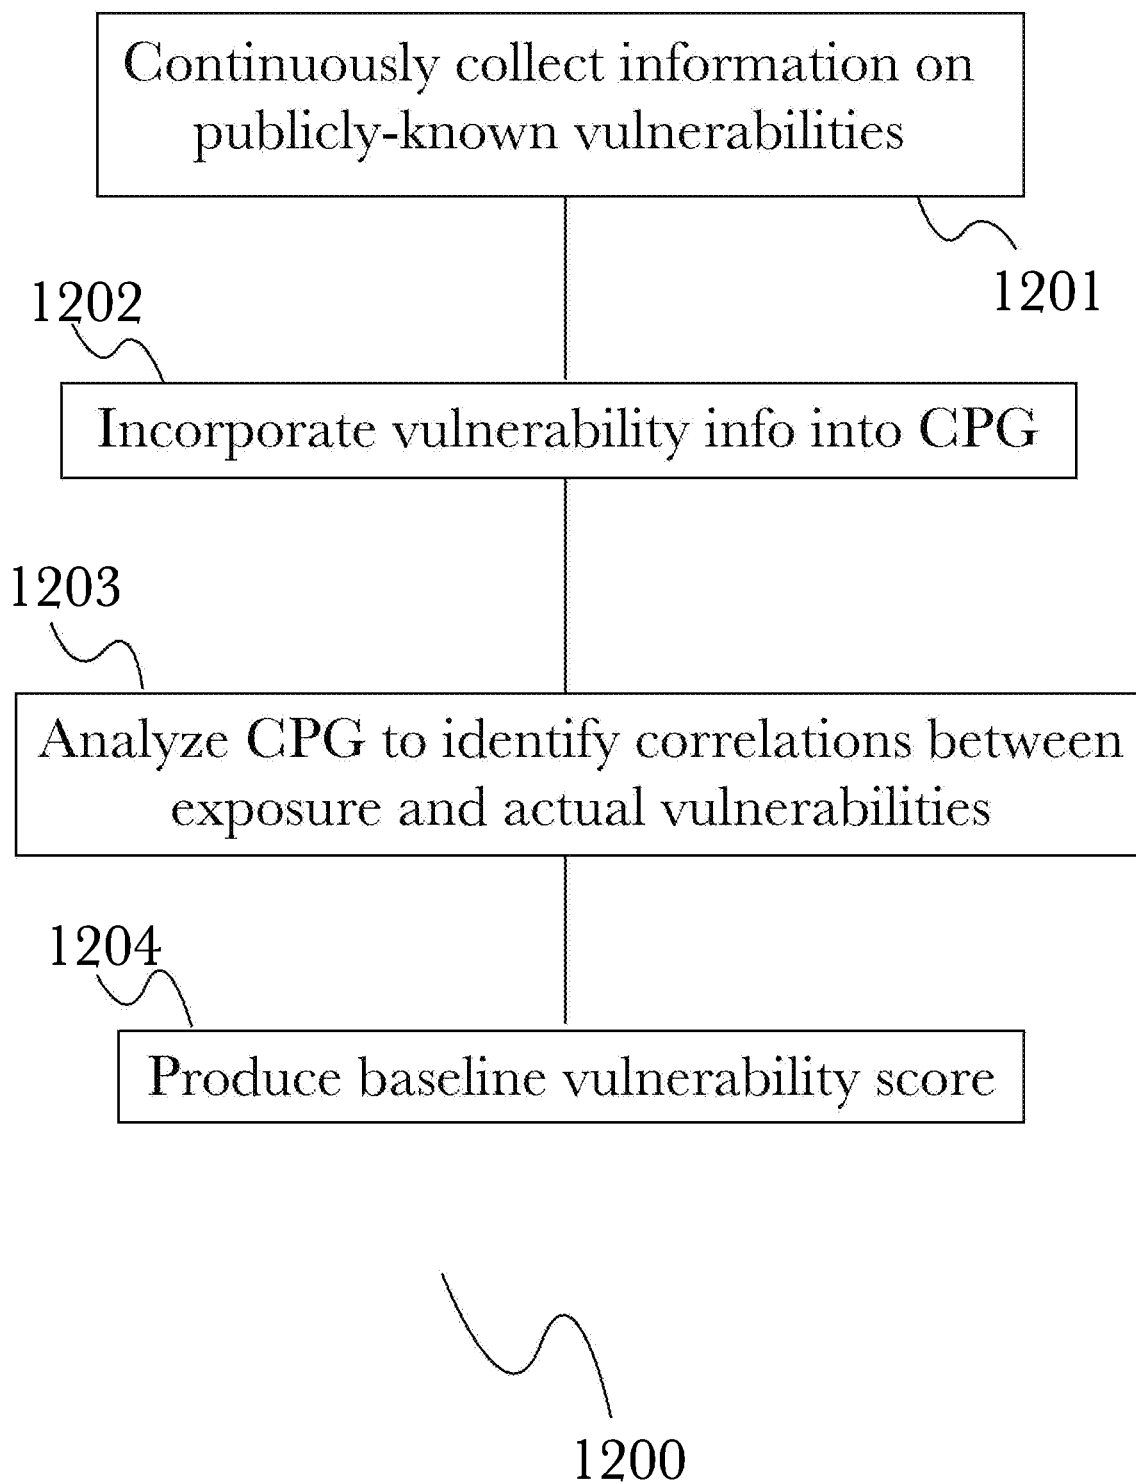 Continuously collect information on
publicly-known vulnerabilities
1201
1202
Incorporate vulnerability info into CPG
1203
Analyze CPG to identify correlations between
exposure and actual vulnerabilities
1204
Produce baseline vulnerability score
1200